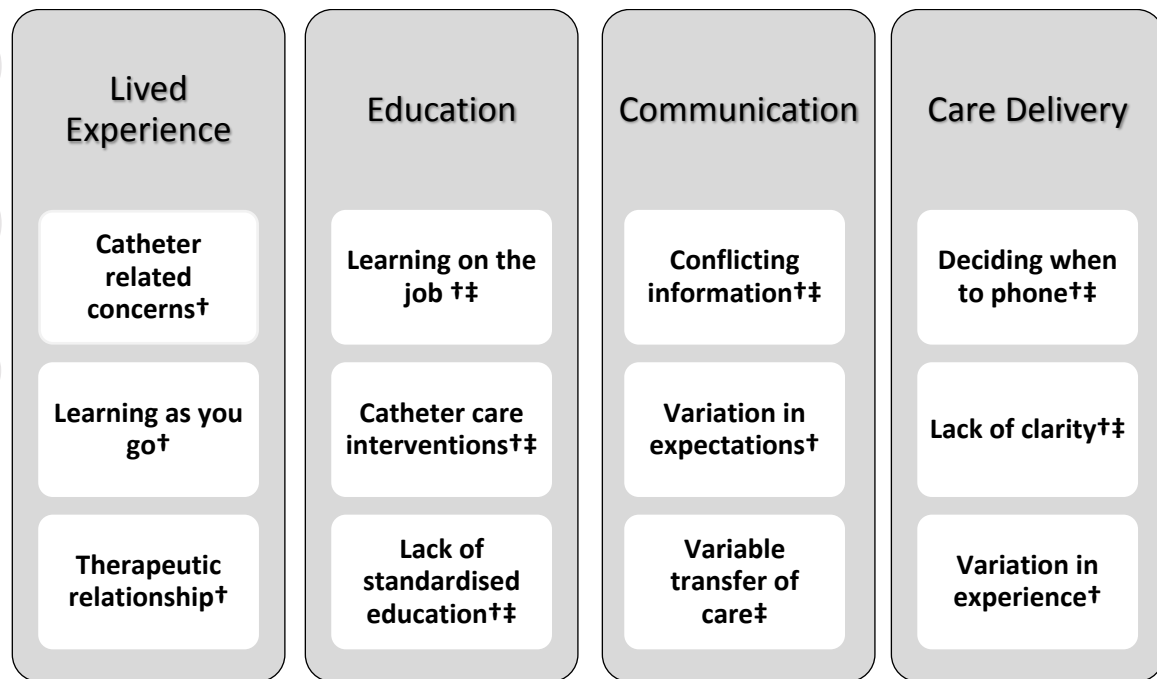 Lived
Experience
Catheter
related
concerns†
Learning as you
go†
Therapeutic
relationship†
Education
Learning on the
job †‡
Catheter care
interventions†‡
Lack of
standardised
education†‡
Communication
Conflicting
information†‡
Variation in
expectations†
Variable
transfer of
care‡
Care Delivery
Deciding when
to phone†‡
Lack of clarity†‡
Variation in
experience†